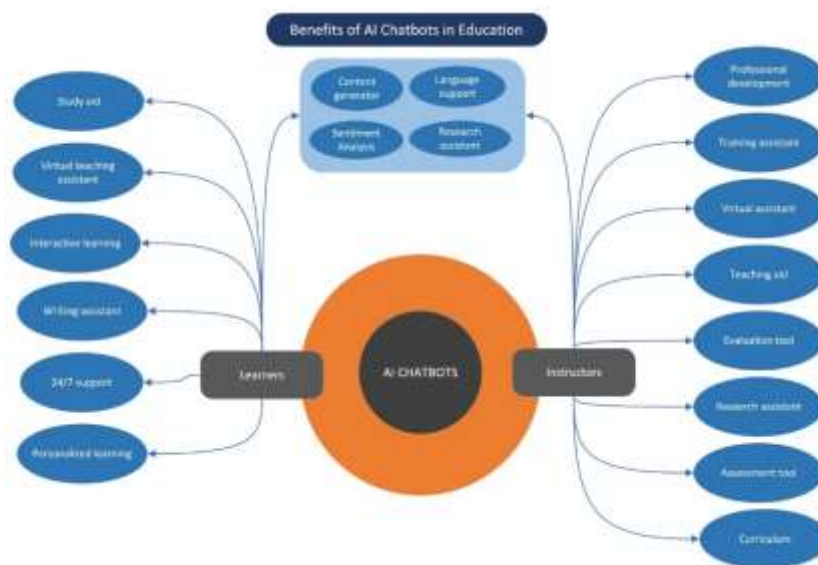 Benefits of AI Chatbots in Education
Content
generator
Language
support
Sentiment
Analysis
Research
assistant
Study aid
Virtual teaching
assistant
Interactive learning
Writing assistant
24/7 support
Personalized learning
Learners
AI CHATBOTS
Instructors
Professional
development
Training assistant
Virtual assistant
Teaching aid
Evaluation tool
Research assistant
Assessment tool
Curriculum